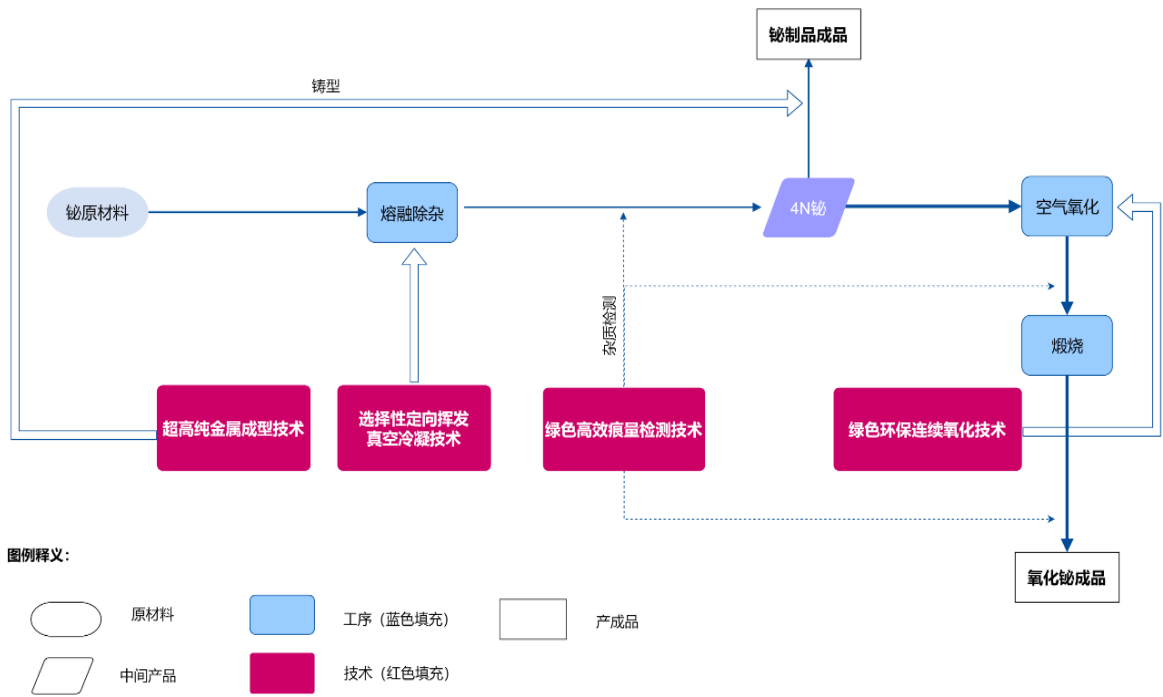 铋制品成品
铸型
铋原材料
熔融除杂
4N铋
空气氧化
杂质检测
煅烧
超高纯金属成型技术
选择性定向挥发
真空冷凝技术
绿色高效痕量检测技术
绿色环保连续氧化技术
氧化铋成品
图例释义：
原材料
工序（蓝色填充）
产成品
中间产品
技术（红色填充）